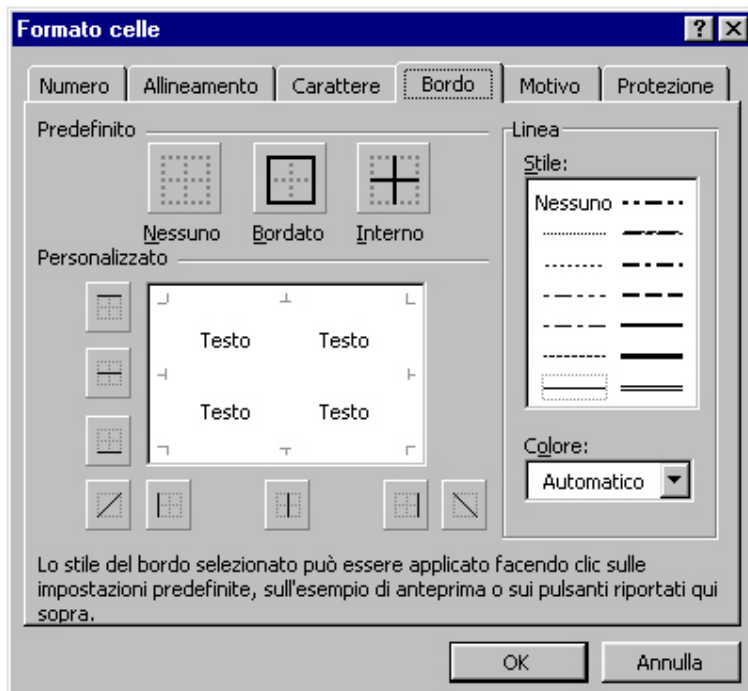 Formato celle
Numero Allineamento Carattere Bordo Motivo Protezione
Predefinito
Nessuno Bordato Interno
Personalizzato
Testo Testo
Testo Testo
Linea
Stile:
Nessuno
Colore:
Automatico
Lo stile del bordo selezionato può essere applicato facendo clic sulle
impostazioni predefinite, sull'esempio di anteprima o sui pulsanti riportati qui
sopra.
OK Annulla